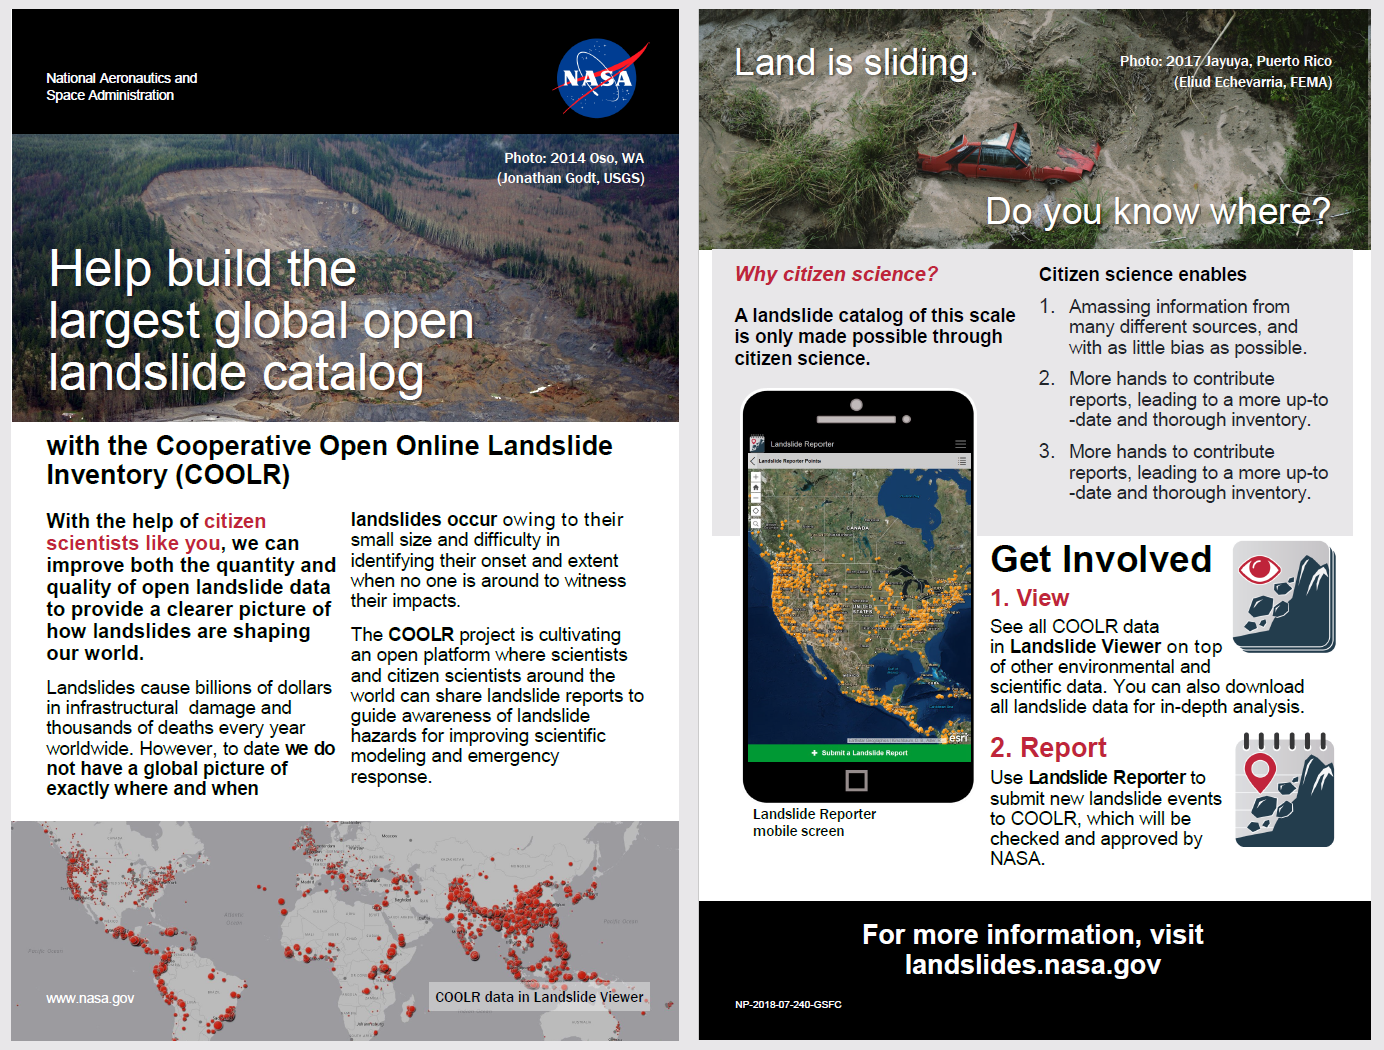 National Aeronautics and
Space Administration
NASA
Photo: 2014 Oso, WA
(Jonathan Godt, USGS)
Help build the
largest global open
landslide catalog
with the Cooperative Open Online Landslide
Inventory (COOLR)
With the help of citizen
scientists like you, we can
improve both the quantity and
quality of open landslide data
to provide a clearer picture of
how landslides are shaping
our world.
Landslides cause billions of dollars
in infrastructural damage and
thousands of deaths every year
worldwide. However, to date we do
not have a global picture of
exactly where and when
landslides occur owing to their
small size and difficulty in
identifying their onset and extent
when no one is around to witness
their impacts.
The COOLR project is cultivating
an open platform where scientists
and citizen scientists around the
world can share landslide reports to
guide awareness of landslide
hazards for improving scientific
modeling and emergency
response.
www.nasa.gov
COOLR data in Landslide Viewer
Land is sliding.
Photo: 2017 Jayuya, Puerto Rico
(Eliud Echevarria, FEMA)
Do you know where?
Why citizen science?
A landslide catalog of this scale
is only made possible through
citizen science.
Citizen science enables
1. Amassing information from
many different sources, and
with as little bias as possible.
2. More hands to contribute
reports, leading to a more up-to
-date and thorough inventory.
3. More hands to contribute
reports, leading to a more up-to
-date and thorough inventory.
Landslide Reporter
Landslide Reporter Points
CANADA
UNITED
STATES
esri
+ Submit a Landslide Report
Landslide Reporter
mobile screen
Get Involved
1. View
See all COOLR data
in Landslide Viewer on top
of other environmental and
scientific data. You can also download
all landslide data for in-depth analysis.
2. Report
Use Landslide Reporter to
submit new landslide events
to COOLR, which will be
checked and approved by
NASA.
For more information, visit
landslides.nasa.gov
NP-2018-07-240-GSFC